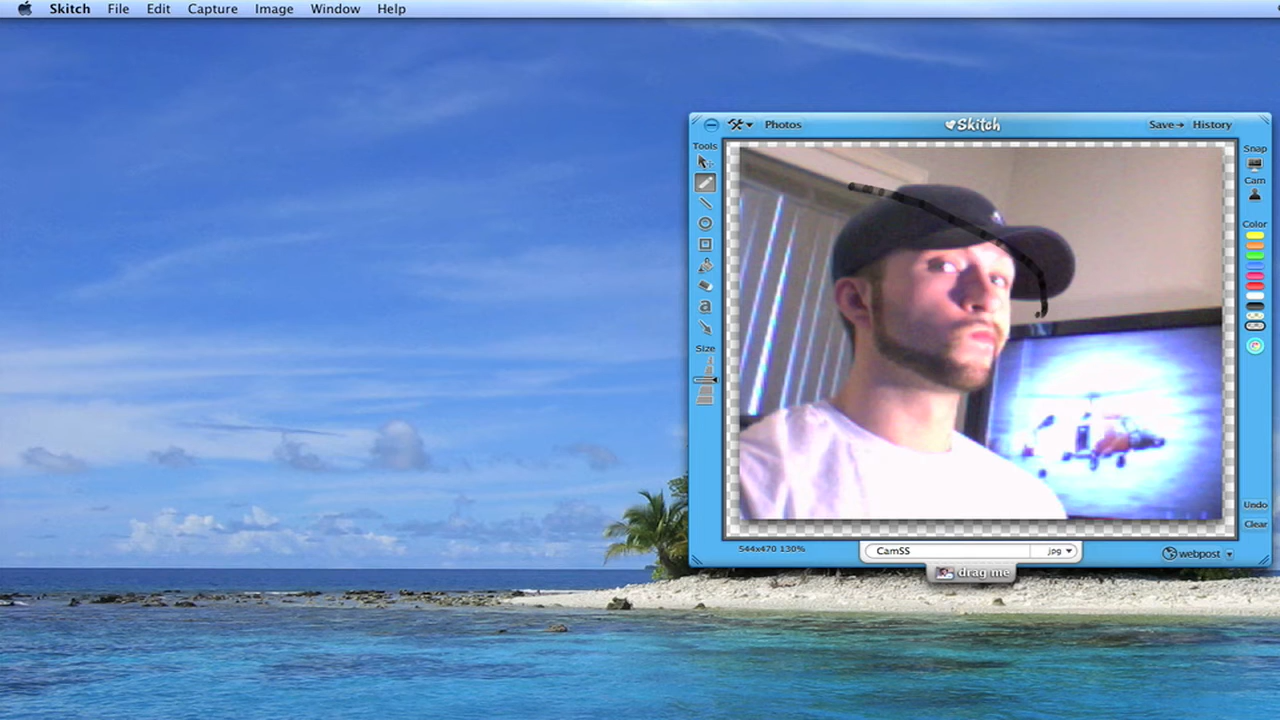 Skitch File Edit Capture Image Window Help
Photos Skitch Save History
Tools
Snap
Cam
Color
a
Size
Undo
Clear
544x470 130% CamSS jpg webpost
drag me